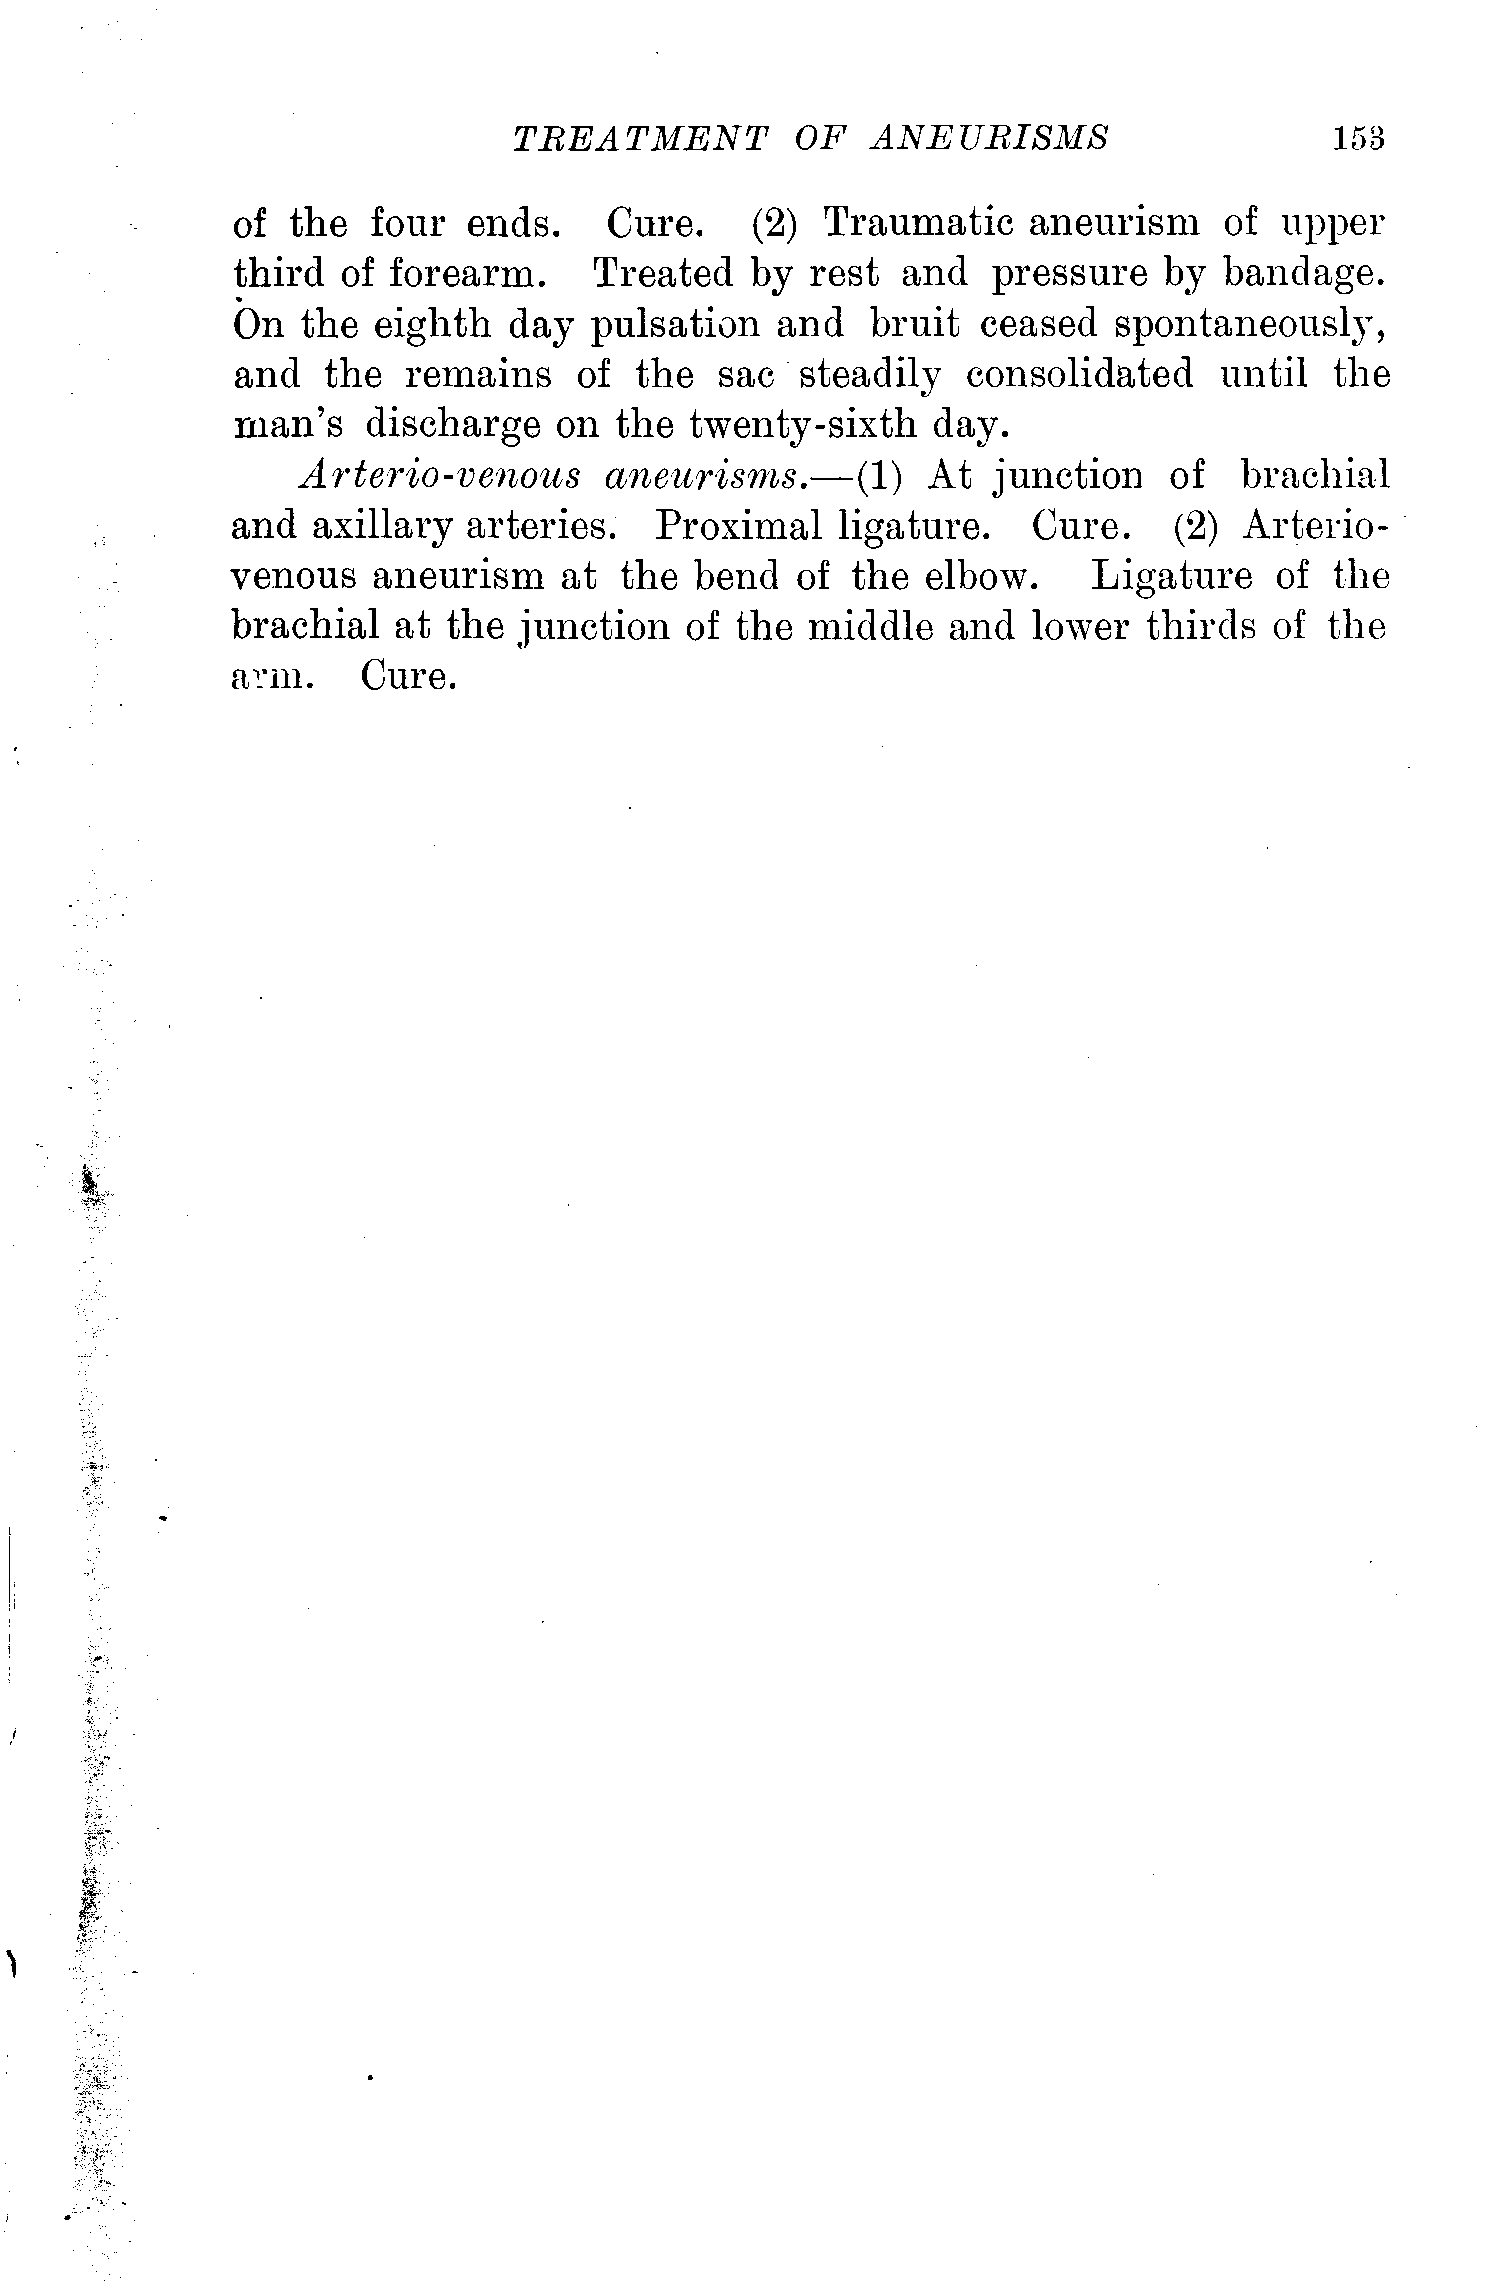 TREATMENT OF ANEURISMS 153
of the four ends. Cure. (2) Traumatic aneurism of upper
third of forearm. Treated by rest and pressure by bandage.
On the eighth day pulsation and bruit ceased spontaneously,
and the remains of the sac steadily consolidated until the
man's discharge on the twenty-sixth day.
Arterio-venous aneurisms.—(1) At junction of brachial
and axillary arteries. Proximal ligature. Cure. (2) Arterio-
venous aneurism at the bend of the elbow. Ligature of the
brachial at the junction of the middle and lower thirds of the
arm. Cure.